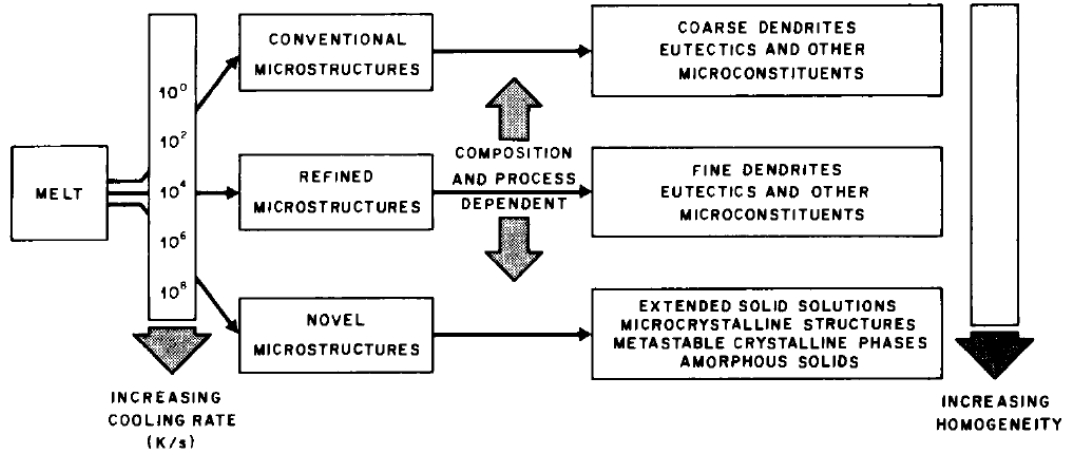 MELT
10⁰
10²
10⁴
10⁶
10⁸
INCREASING
COOLING RATE
(K/s)
CONVENTIONAL
MICROSTRUCTURES
REFINED
MICROSTRUCTURES
NOVEL
MICROSTRUCTURES
COMPOSITION
AND PROCESS
DEPENDENT
COARSE DENDRITES
EUTECTICS AND OTHER
MICROCONSTITUENTS
FINE DENDRITES
EUTECTICS AND OTHER
MICROCONSTITUENTS
EXTENDED SOLID SOLUTIONS
MICROCRYSTALLINE STRUCTURES
METASTABLE CRYSTALLINE PHASES
AMORPHOUS SOLIDS
INCREASING
HOMOGENEITY